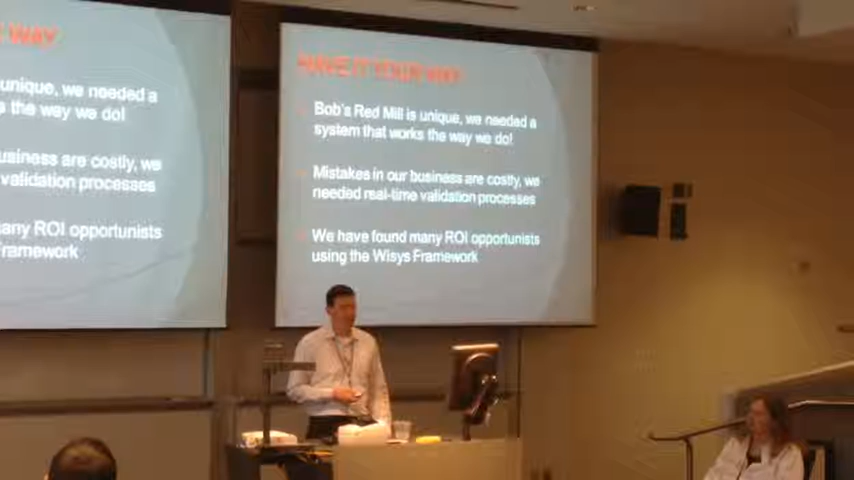 WAY
unique, we needed a
s the way we do!
business are costly, we
validation processes
many ROI opportunists
Framework
HAVE IT YOUR WAY
Bob's Red Mill is unique, we needed a
system that works the way we do!
Mistakes in our business are costly, we
needed real-time validation processes
We have found many ROI opportunists
using the Wisys Framework